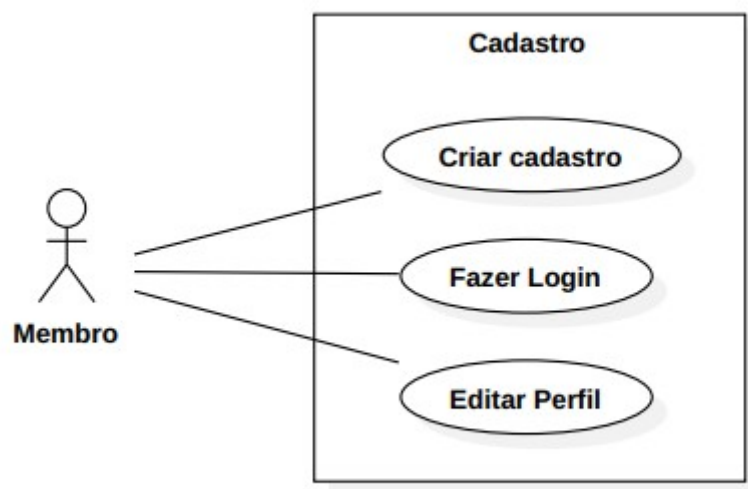 Cadastro
Criar cadastro
Fazer Login
Membro
Editar Perfil